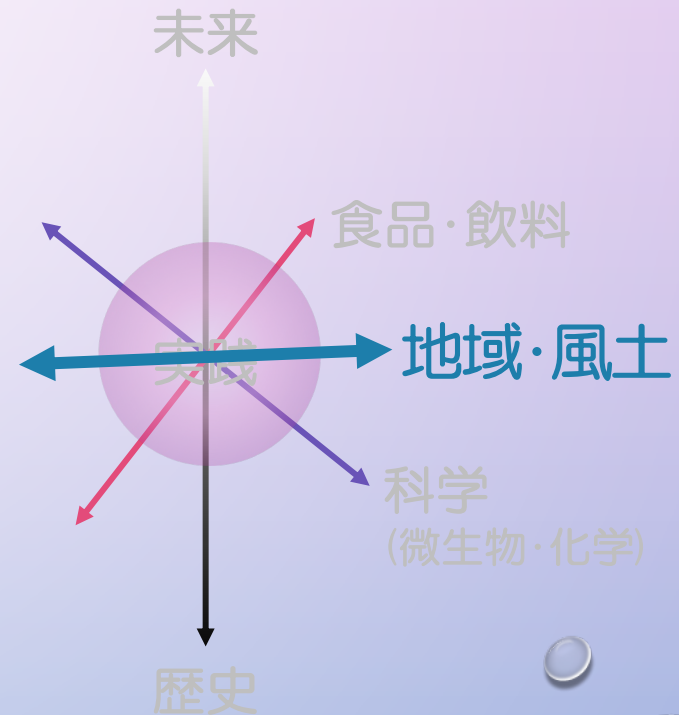 未来
食品・飲料
実践
地域・風土
科学
(微生物・化学)
歴史